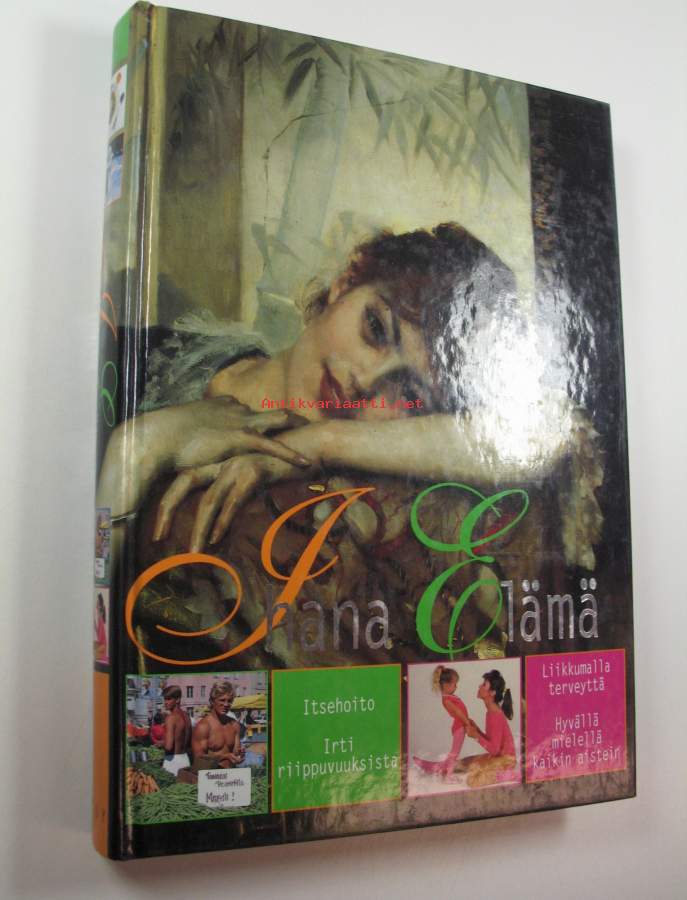 Antikvariaatti.net
Ihana Elämä
Itsehoito
Irti
riippuvuuksista
Liikkumalla
terveyttä
Hyvällä
mielellä
kaikin aistein
I
E